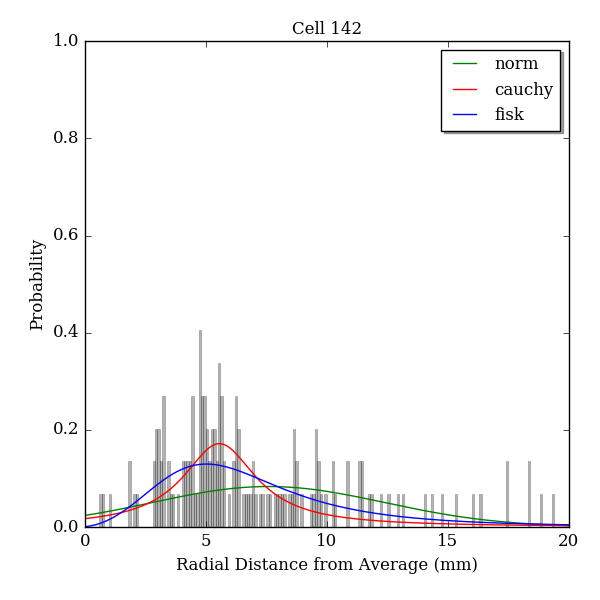 Cell 142
norm
cauchy
fisk
Probability
1.0
0.8
0.6
0.4
0.2
0.0
0 5 10 15 20
Radial Distance from Average (mm)